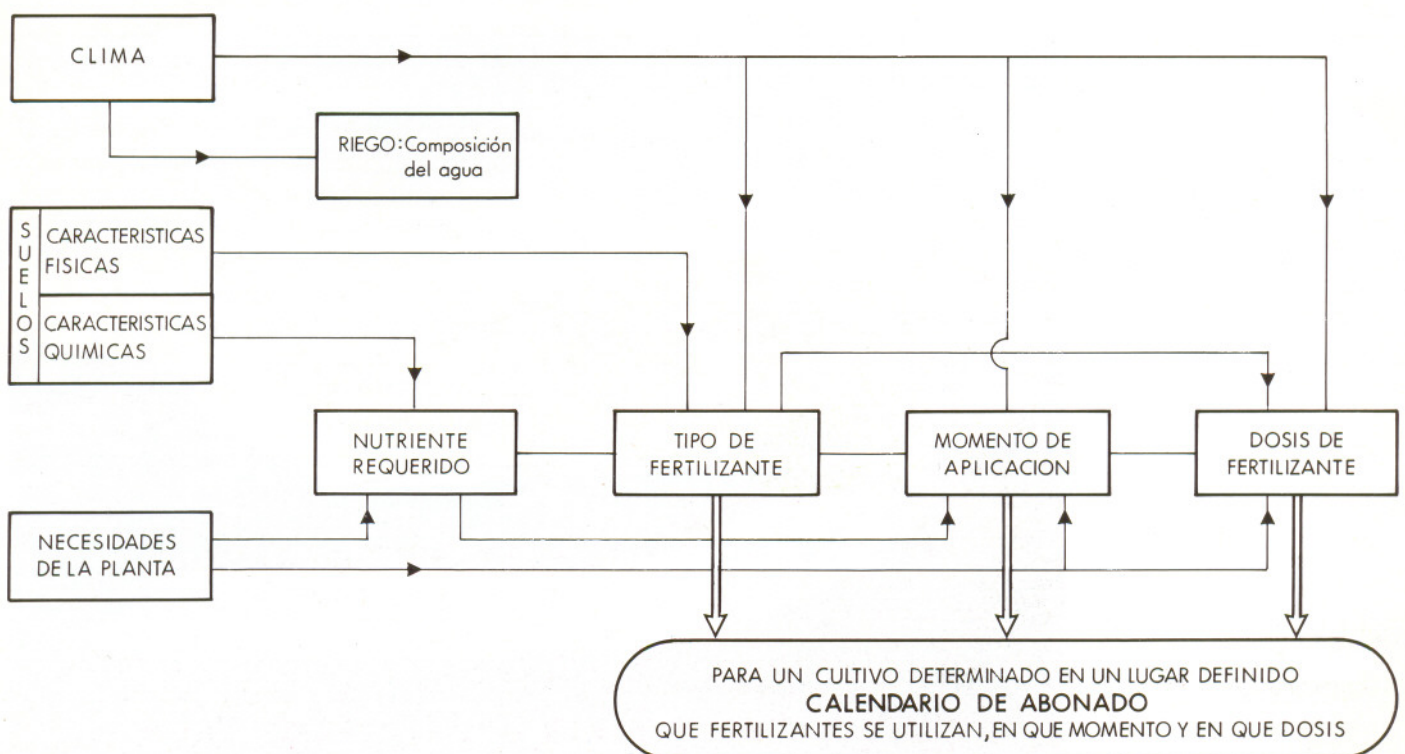 CLIMA
RIEGO: Composición
del agua
SUELOS
CARACTERISTICAS
FISICAS
CARACTERISTICAS
QUIMICAS
NUTRIENTE
REQUERIDO
TIPO DE
FERTILIZANTE
MOMENTO DE
APLICACION
DOSIS DE
FERTILIZANTE
NECESIDADES
DE LA PLANTA
PARA UN CULTIVO DETERMINADO EN UN LUGAR DEFINIDO
CALENDARIO DE ABONADO
QUE FERTILIZANTES SE UTILIZAN, EN QUE MOMENTO Y EN QUE DOSIS